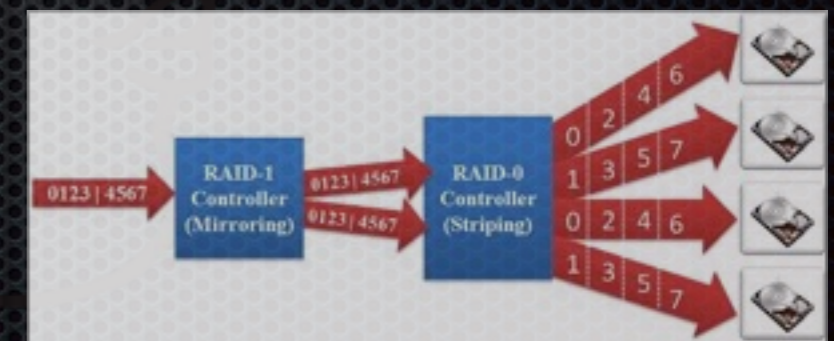 0123 | 4567
RAID-1
Controller
(Mirroring)
0123 | 4567
0123 | 4567
RAID-0
Controller
(Striping)
0 2 4 6
1 3 5 7
0 2 4 6
1 3 5 7